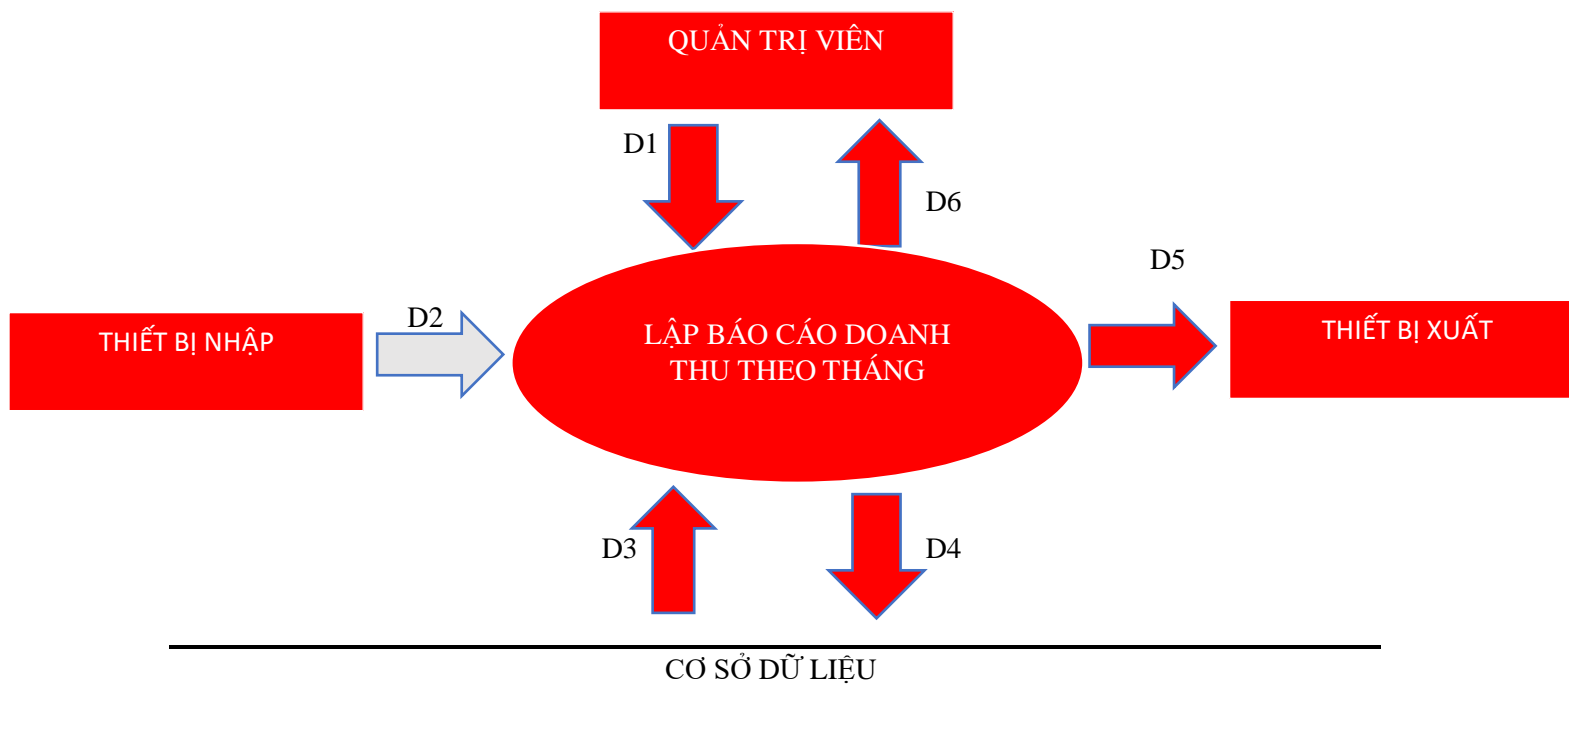 QUẢN TRỊ VIÊN
D1
D6
D5
D2
THIẾT BỊ NHẬP
LẬP BÁO CÁO DOANH
THU THEO THÁNG
THIẾT BỊ XUẤT
D3
D4
CƠ SỞ DỮ LIỆU